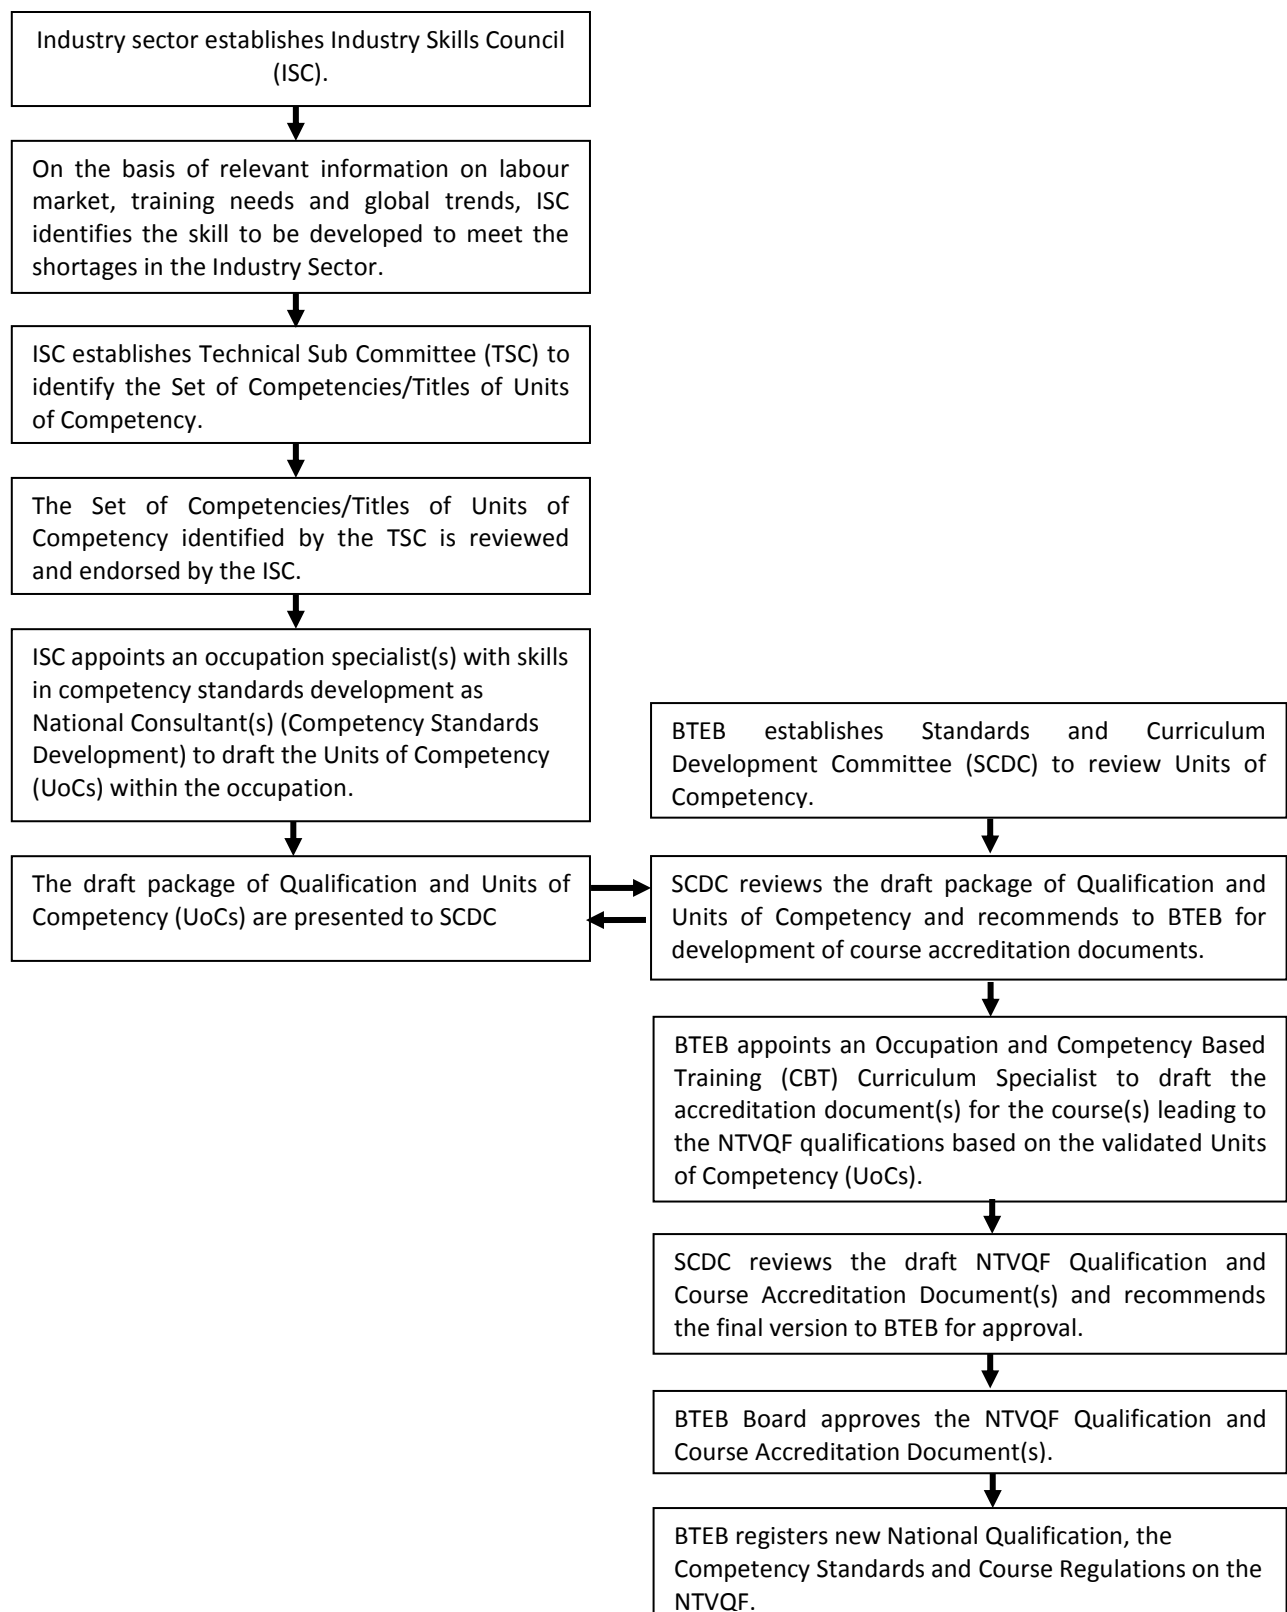 Industry sector establishes Industry Skills Council
(ISC).
On the basis of relevant information on labour
market, training needs and global trends, ISC
identifies the skill to be developed to meet the
shortages in the Industry Sector.
ISC establishes Technical Sub Committee (TSC) to
identify the Set of Competencies/Titles of Units
of Competency.
The Set of Competencies/Titles of Units of
Competency identified by the TSC is reviewed
and endorsed by the ISC.
ISC appoints an occupation specialist(s) with skills
in competency standards development as
National Consultant(s) (Competency Standards
Development) to draft the Units of Competency
(UoCs) within the occupation.
The draft package of Qualification and Units of
Competency (UoCs) are presented to SCDC
BTEB establishes Standards and Curriculum
Development Committee (SCDC) to review Units of
Competency.
SCDC reviews the draft package of Qualification and
Units of Competency and recommends to BTEB for
development of course accreditation documents.
BTEB appoints an Occupation and Competency Based
Training (CBT) Curriculum Specialist to draft the
accreditation document(s) for the course(s) leading to
the NTVQF qualifications based on the validated Units
of Competency (UoCs).
SCDC reviews the draft NTVQF Qualification and
Course Accreditation Document(s) and recommends
the final version to BTEB for approval.
BTEB Board approves the NTVQF Qualification and
Course Accreditation Document(s).
BTEB registers new National Qualification, the
Competency Standards and Course Regulations on the
NTVQF.